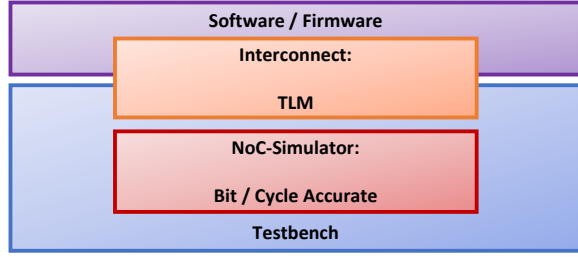 Software / Firmware
Interconnect:
TLM
NoC-Simulator:
Bit / Cycle Accurate
Testbench